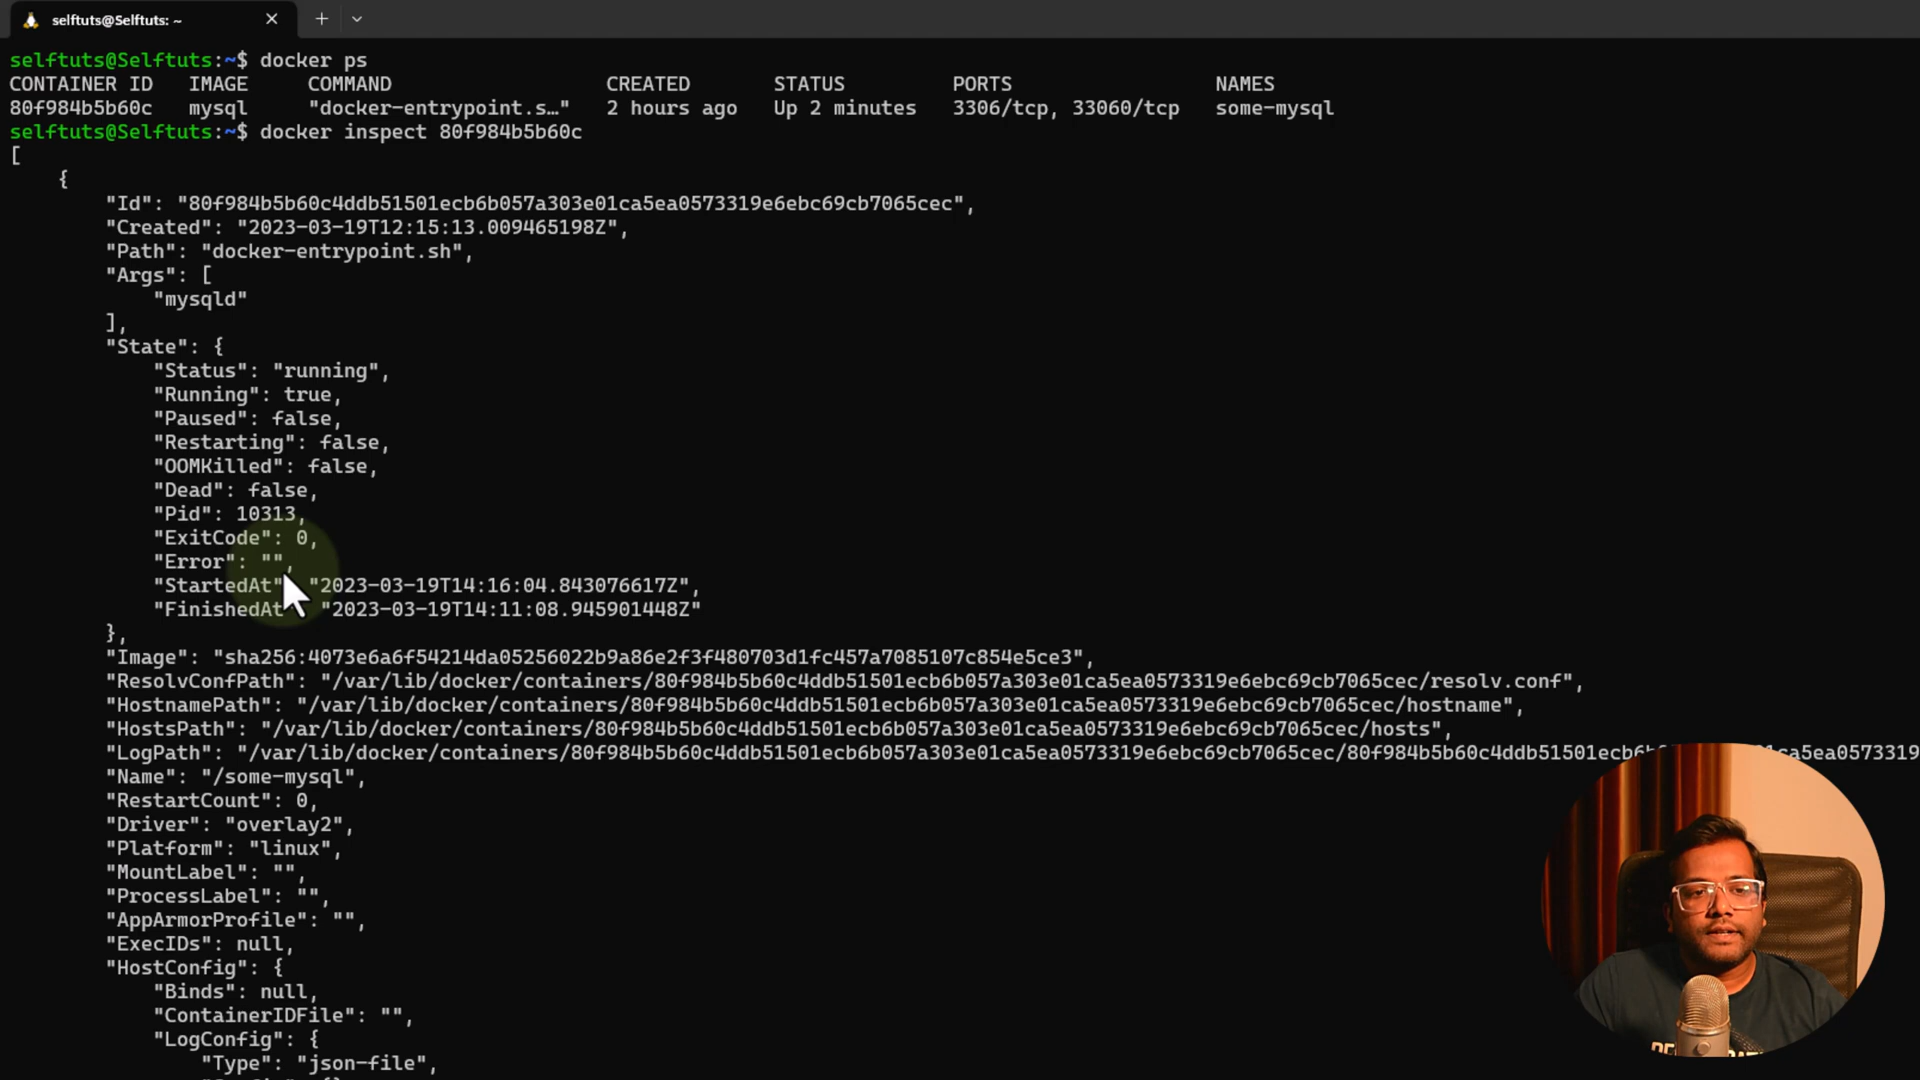 selftuts@Selftuts: ~
selftuts@Selftuts:~$ docker ps
CONTAINER ID   IMAGE     COMMAND                  CREATED       STATUS         PORTS                 NAMES
80f984b5b60c   mysql     "docker-entrypoint.s…"   2 hours ago   Up 2 minutes   3306/tcp, 33060/tcp   some-mysql
selftuts@Selftuts:~$ docker inspect 80f984b5b60c
[
    {
        "Id": "80f984b5b60c4ddb51501ecb6b057a303e01ca5ea0573319e6ebc69cb7065cec",
        "Created": "2023-03-19T12:15:13.009465198Z",
        "Path": "docker-entrypoint.sh",
        "Args": [
            "mysqld"
        ],
        "State": {
            "Status": "running",
            "Running": true,
            "Paused": false,
            "Restarting": false,
            "OOMKilled": false,
            "Dead": false,
            "Pid": 10313,
            "ExitCode": 0,
            "Error": "",
            "StartedAt" "2023-03-19T14:16:04.843076617Z",
            "FinishedAt "2023-03-19T14:11:08.945901448Z"
        },
        "Image": "sha256:4073e6a6f54214da05256022b9a86e2f3f480703d1fc457a7085107c854e5ce3",
        "ResolvConfPath": "/var/lib/docker/containers/80f984b5b60c4ddb51501ecb6b057a303e01ca5ea0573319e6ebc69cb7065cec/resolv.conf",
        "HostnamePath": "/var/lib/docker/containers/80f984b5b60c4ddb51501ecb6b057a303e01ca5ea0573319e6ebc69cb7065cec/hostname",
        "HostsPath": "/var/lib/docker/containers/80f984b5b60c4ddb51501ecb6b057a303e01ca5ea0573319e6ebc69cb7065cec/hosts",
        "LogPath": "/var/lib/docker/containers/80f984b5b60c4ddb51501ecb6b057a303e01ca5ea0573319e6ebc69cb7065cec/80f984b5b60c4ddb51501ecb6 ca5ea0573319
        "Name": "/some-mysql",
        "RestartCount": 0,
        "Driver": "overlay2",
        "Platform": "linux",
        "MountLabel": "",
        "ProcessLabel": "",
        "AppArmorProfile": "",
        "ExecIDs": null,
        "HostConfig": {
            "Binds": null,
            "ContainerIDFile": "",
            "LogConfig": {
                "Type": "json-file",